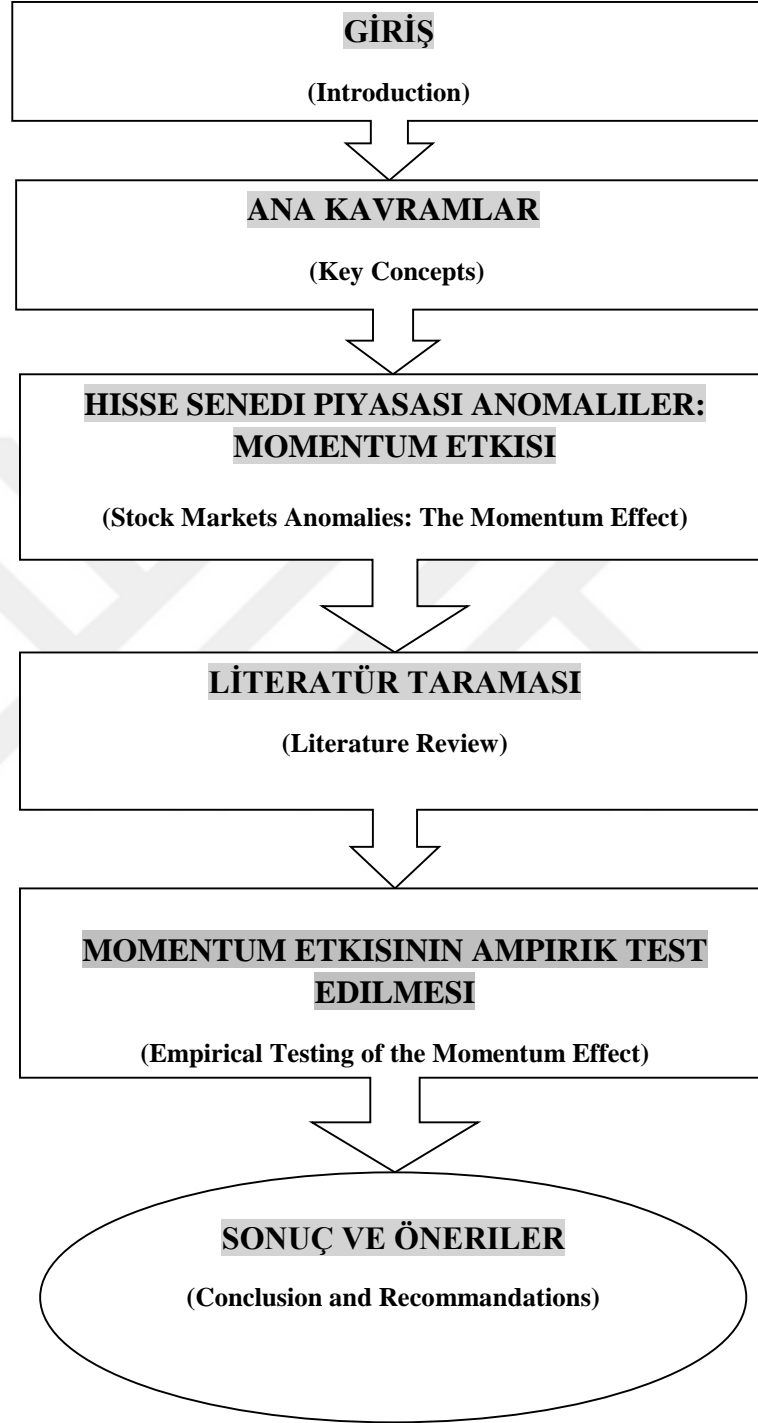 GİRİŞ
(Introduction)
ANA KAVRAMLAR
(Key Concepts)
HISSE SENEDI PIYASASI ANOMALILER:
MOMENTUM ETKISI
(Stock Markets Anomalies: The Momentum Effect)
LİTERATÜR TARAMASI
(Literature Review)
MOMENTUM ETKISININ AMPIRIK TEST
EDILMESI
(Empirical Testing of the Momentum Effect)
SONUÇ VE ÖNERILER
(Conclusion and Recommandations)